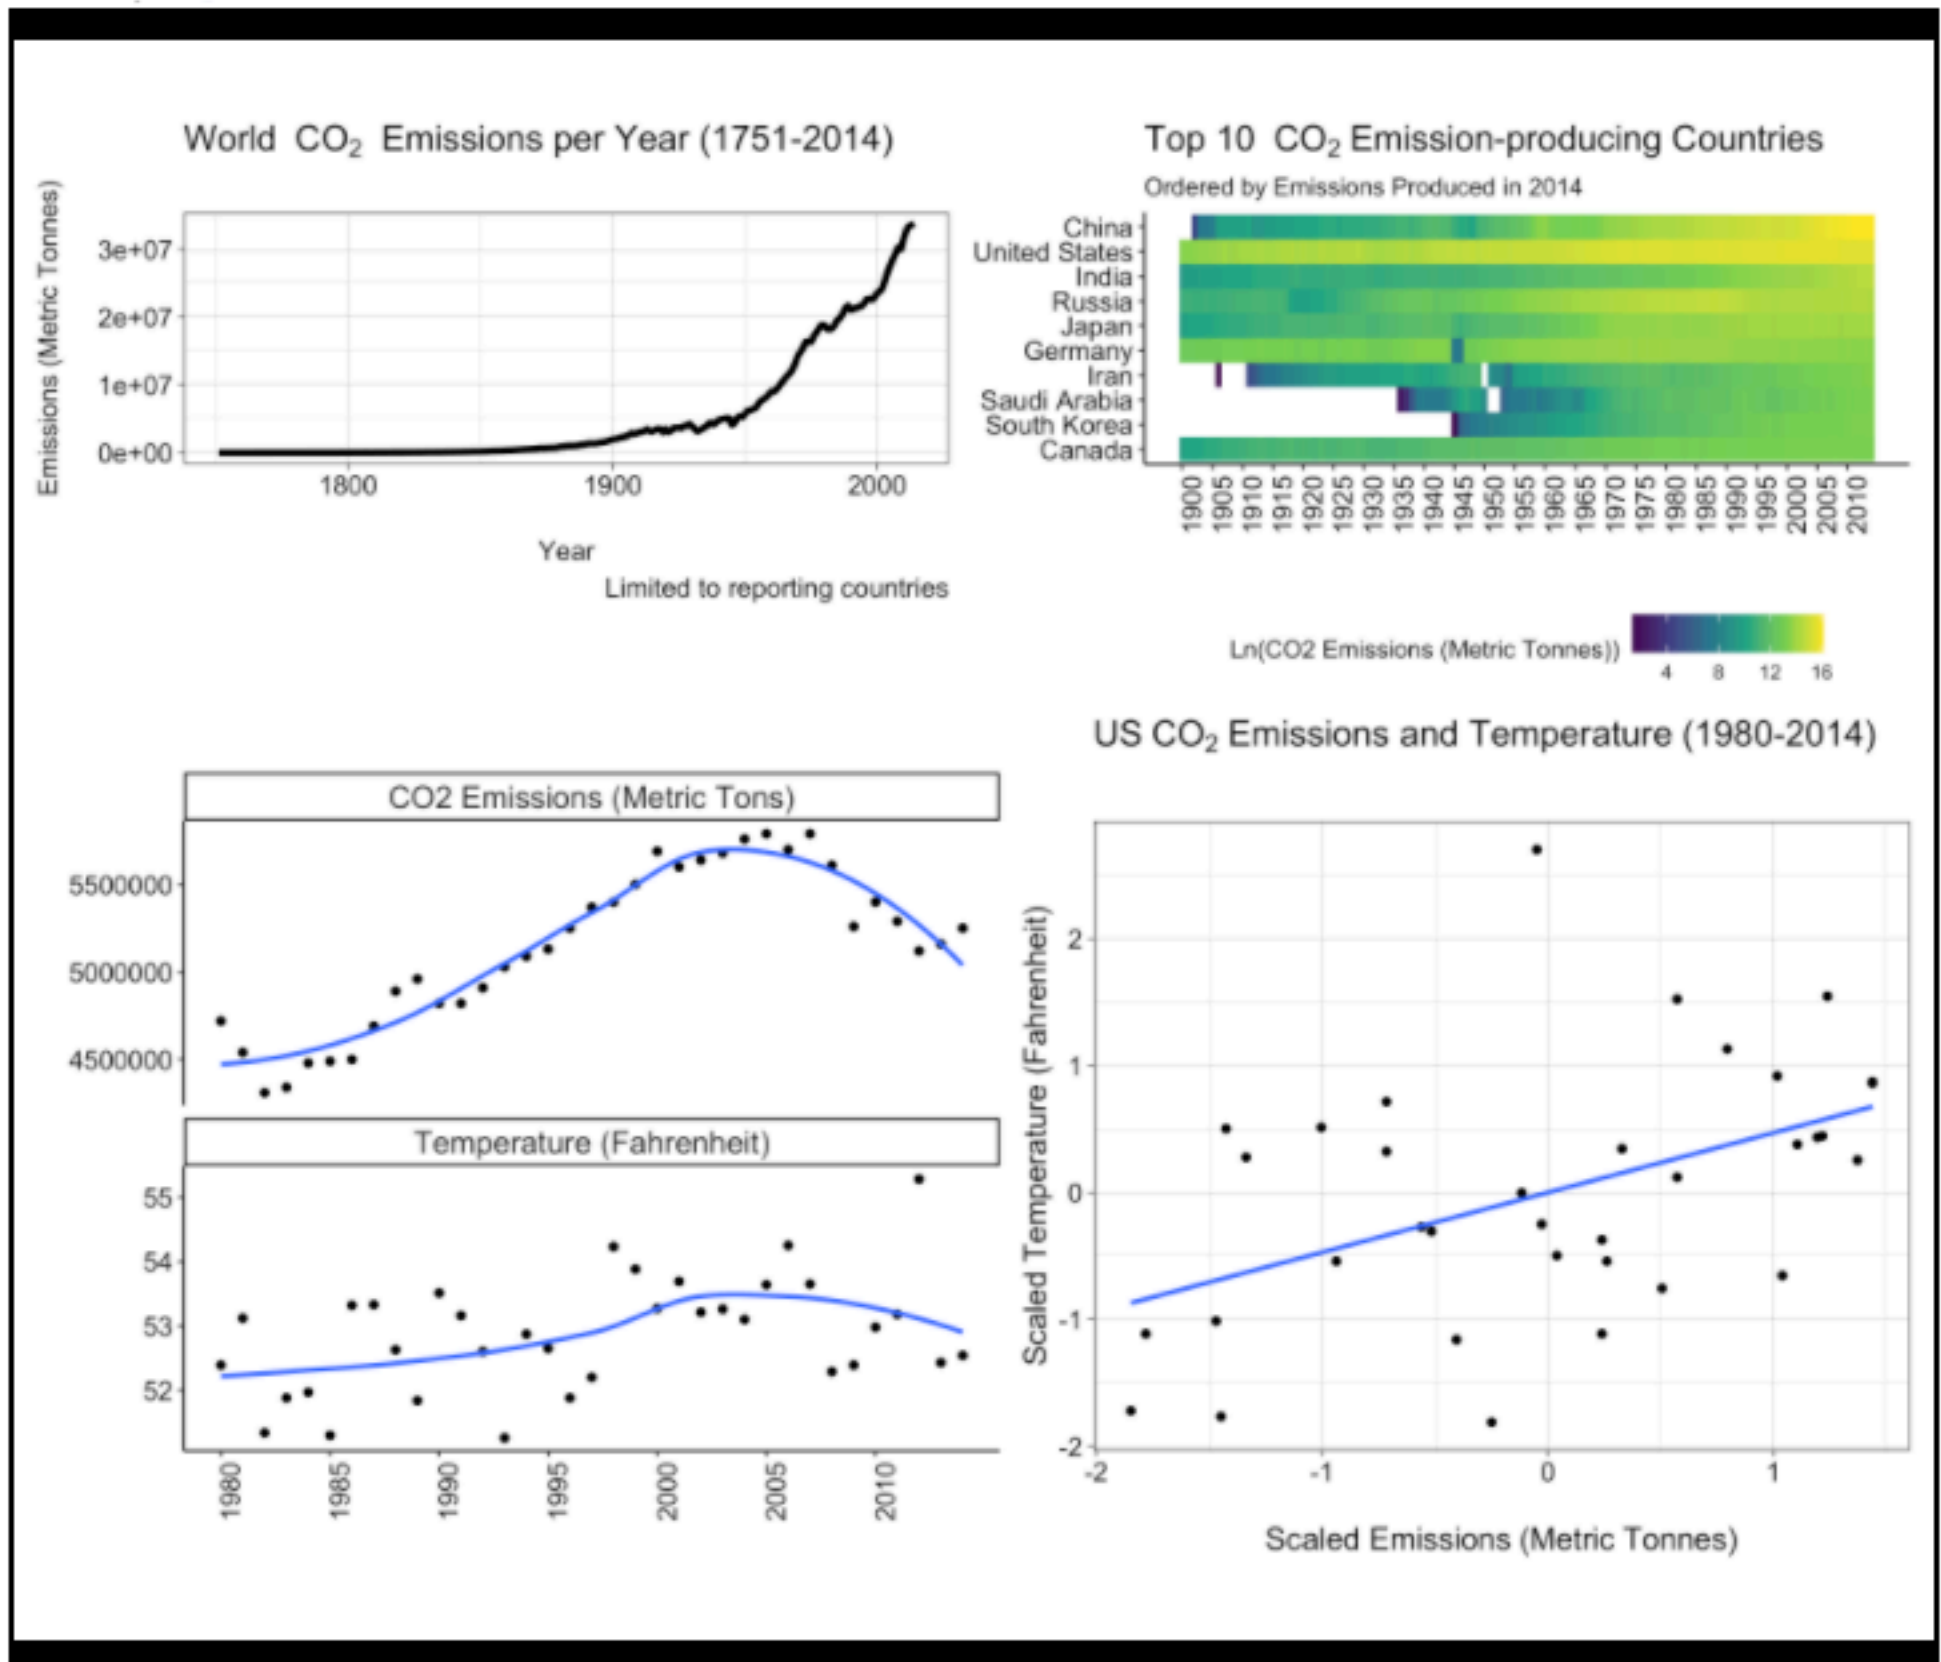 World CO₂ Emissions per Year (1751-2014)
Emissions (Metric Tonnes)
3e+07
2e+07
1e+07
0e+00
1800 1900 2000
Year
Limited to reporting countries
Top 10 CO₂ Emission-producing Countries
Ordered by Emissions Produced in 2014
China
United States
India
Russia
Japan
Germany
Iran
Saudi Arabia
South Korea
Canada
1900 1905 1910 1915 1920 1925 1930 1935 1940 1945 1950 1955 1960 1965 1970 1975 1980 1985 1990 1995 2000 2005 2010
Ln(CO2 Emissions (Metric Tonnes))
4 8 12 16
CO2 Emissions (Metric Tons)
5500000
5000000
4500000
Temperature (Fahrenheit)
55
54
53
52
1980 1985 1990 1995 2000 2005 2010
US CO₂ Emissions and Temperature (1980-2014)
Scaled Temperature (Fahrenheit)
2
1
0
-1
-2
-2 -1 0 1
Scaled Emissions (Metric Tonnes)